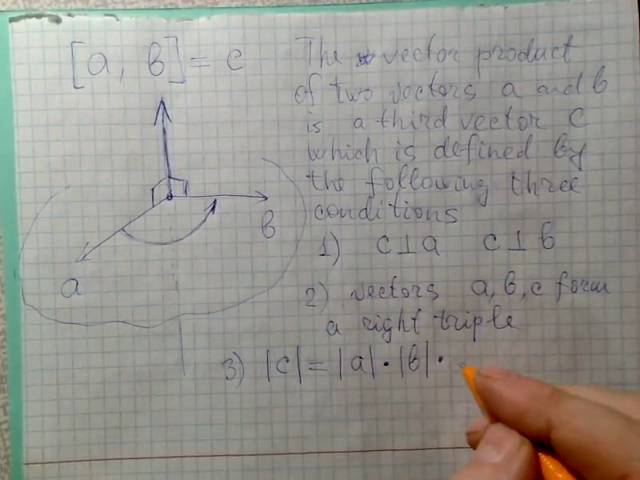 [a, b] = c
The vector product
of two vectors a and b
is a third vector c
which is defined by
the following three
conditions
1) c⊥a c⊥b
2) vectors a, b, c form
a right triple
3) |c| = |a| · |b| ·
b
a